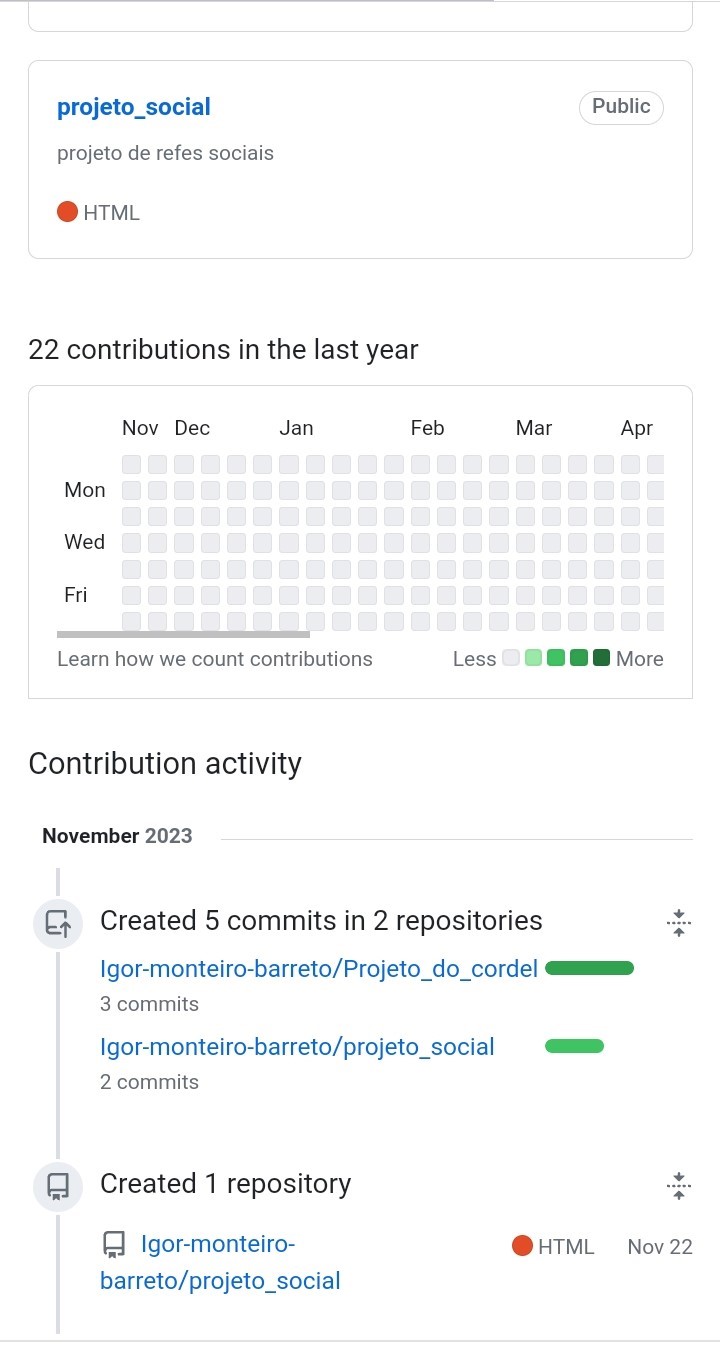 projeto_social
Public
projeto de refes sociais
HTML
22 contributions in the last year
Nov Dec Jan Feb Mar Apr
Mon
Wed
Fri
Learn how we count contributions
Less More
Contribution activity
November 2023
Created 5 commits in 2 repositories
Igor-monteiro-barreto/Projeto_do_cordel
3 commits
Igor-monteiro-barreto/projeto_social
2 commits
Created 1 repository
Igor-monteiro-
barreto/projeto_social
HTML Nov 22